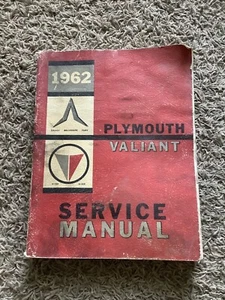 1962
PLYMOUTH
VALIANT
SERVICE
MANUAL